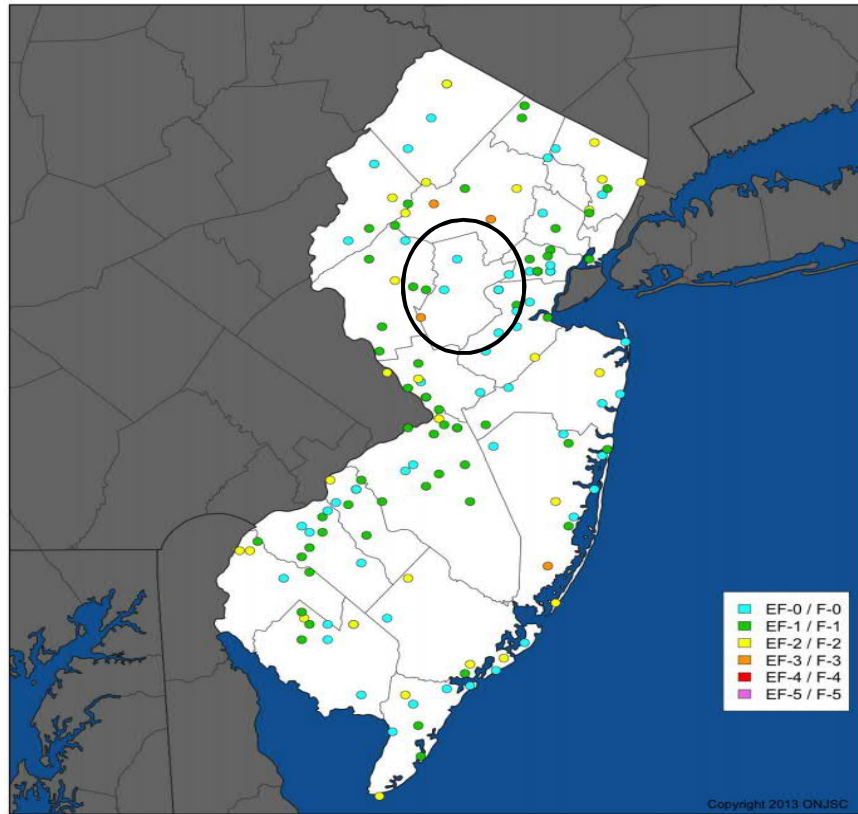 EF-0 / F-0
EF-1 / F-1
EF-2 / F-2
EF-3 / F-3
EF-4 / F-4
EF-5 / F-5
Copyright 2013 ONJSC